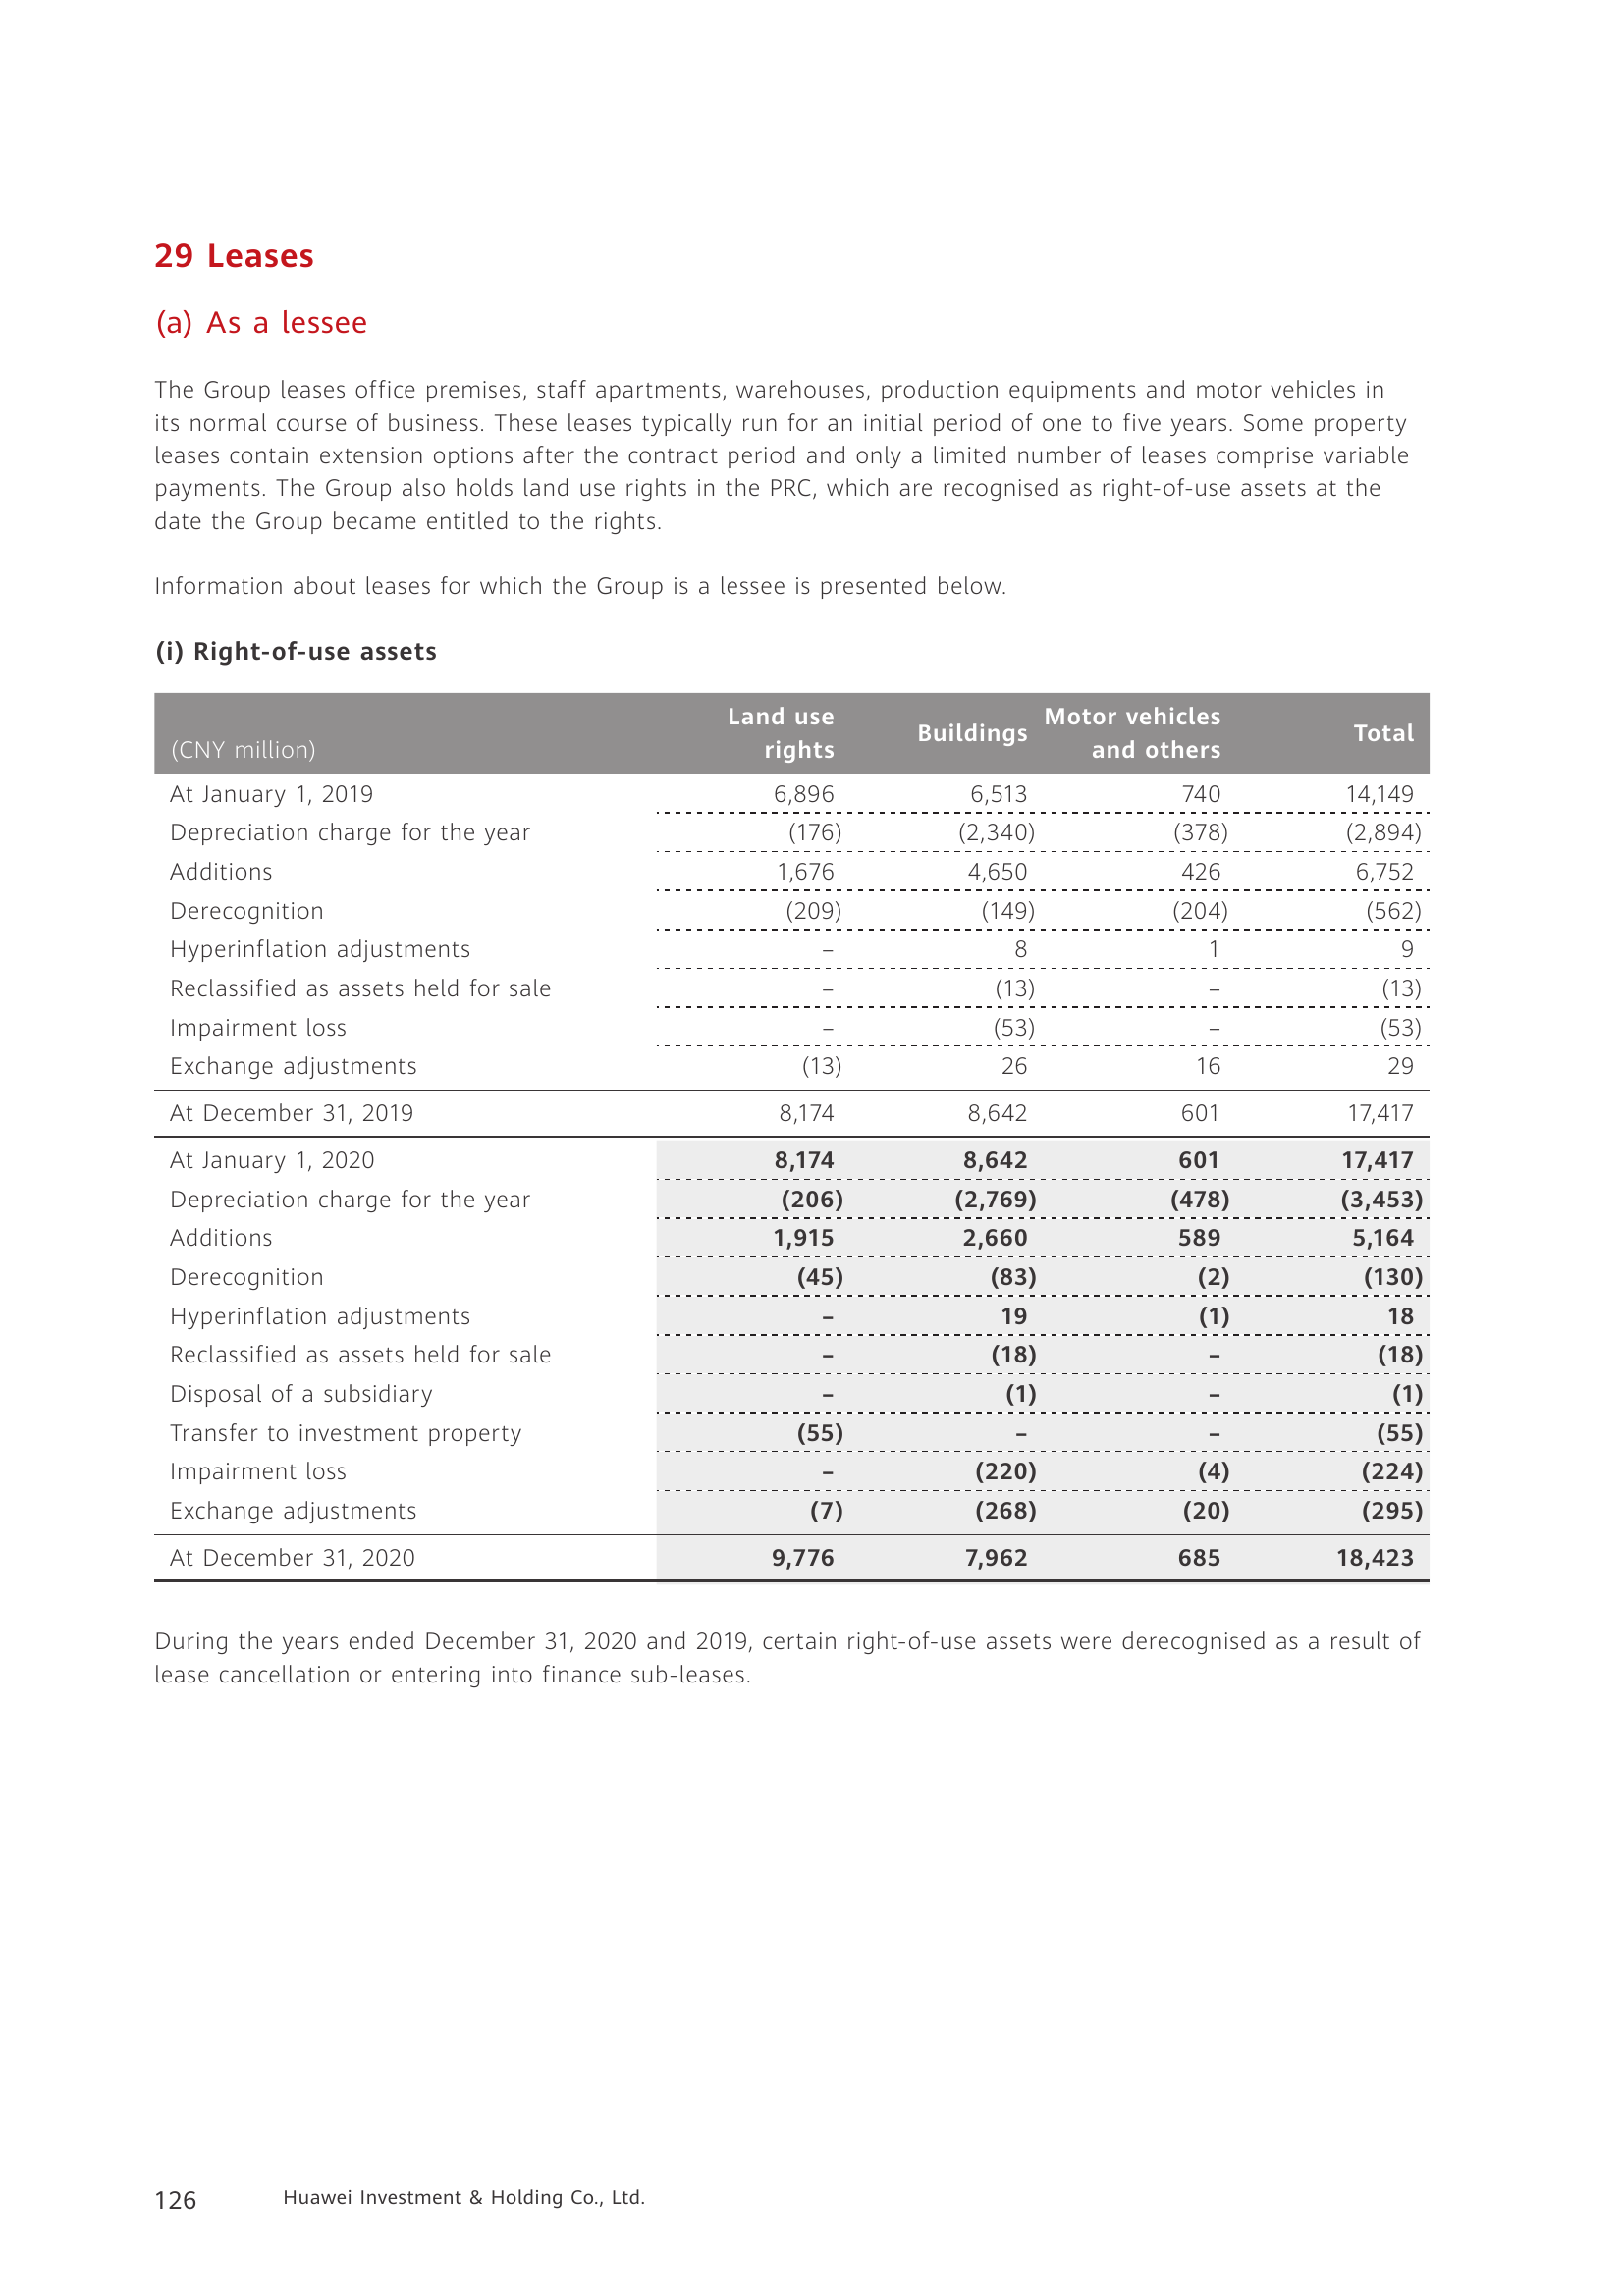 29 Leases
(a) As a lessee
The Group leases office premises, staff apartments, warehouses, production equipments and motor vehicles in
its normal course of business. These leases typically run for an initial period of one to five years. Some property
leases contain extension options after the contract period and only a limited number of leases comprise variable
payments. The Group also holds land use rights in the PRC, which are recognised as right-of-use assets at the
date the Group became entitled to the rights.
Information about leases for which the Group is a lessee is presented below.
(i) Right-of-use assets
(CNY million) Land use rights Buildings Motor vehicles and others Total
At January 1, 2019 6,896 6,513 740 14,149
Depreciation charge for the year (176) (2,340) (378) (2,894)
Additions 1,676 4,650 426 6,752
Derecognition (209) (149) (204) (562)
Hyperinflation adjustments – 8 1 9
Reclassified as assets held for sale – (13) – (13)
Impairment loss – (53) – (53)
Exchange adjustments (13) 26 16 29
At December 31, 2019 8,174 8,642 601 17,417
At January 1, 2020 8,174 8,642 601 17,417
Depreciation charge for the year (206) (2,769) (478) (3,453)
Additions 1,915 2,660 589 5,164
Derecognition (45) (83) (2) (130)
Hyperinflation adjustments – 19 (1) 18
Reclassified as assets held for sale – (18) – (18)
Disposal of a subsidiary – (1) – (1)
Transfer to investment property (55) – – (55)
Impairment loss – (220) (4) (224)
Exchange adjustments (7) (268) (20) (295)
At December 31, 2020 9,776 7,962 685 18,423
During the years ended December 31, 2020 and 2019, certain right-of-use assets were derecognised as a result of
lease cancellation or entering into finance sub-leases.
126 Huawei Investment & Holding Co., Ltd.